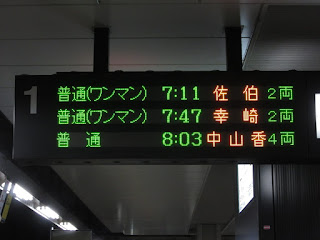 1
普通(ワンマン) 7:11 佐伯 2両
普通(ワンマン) 7:47 幸崎 2両
普通 8:03 中山香 4両